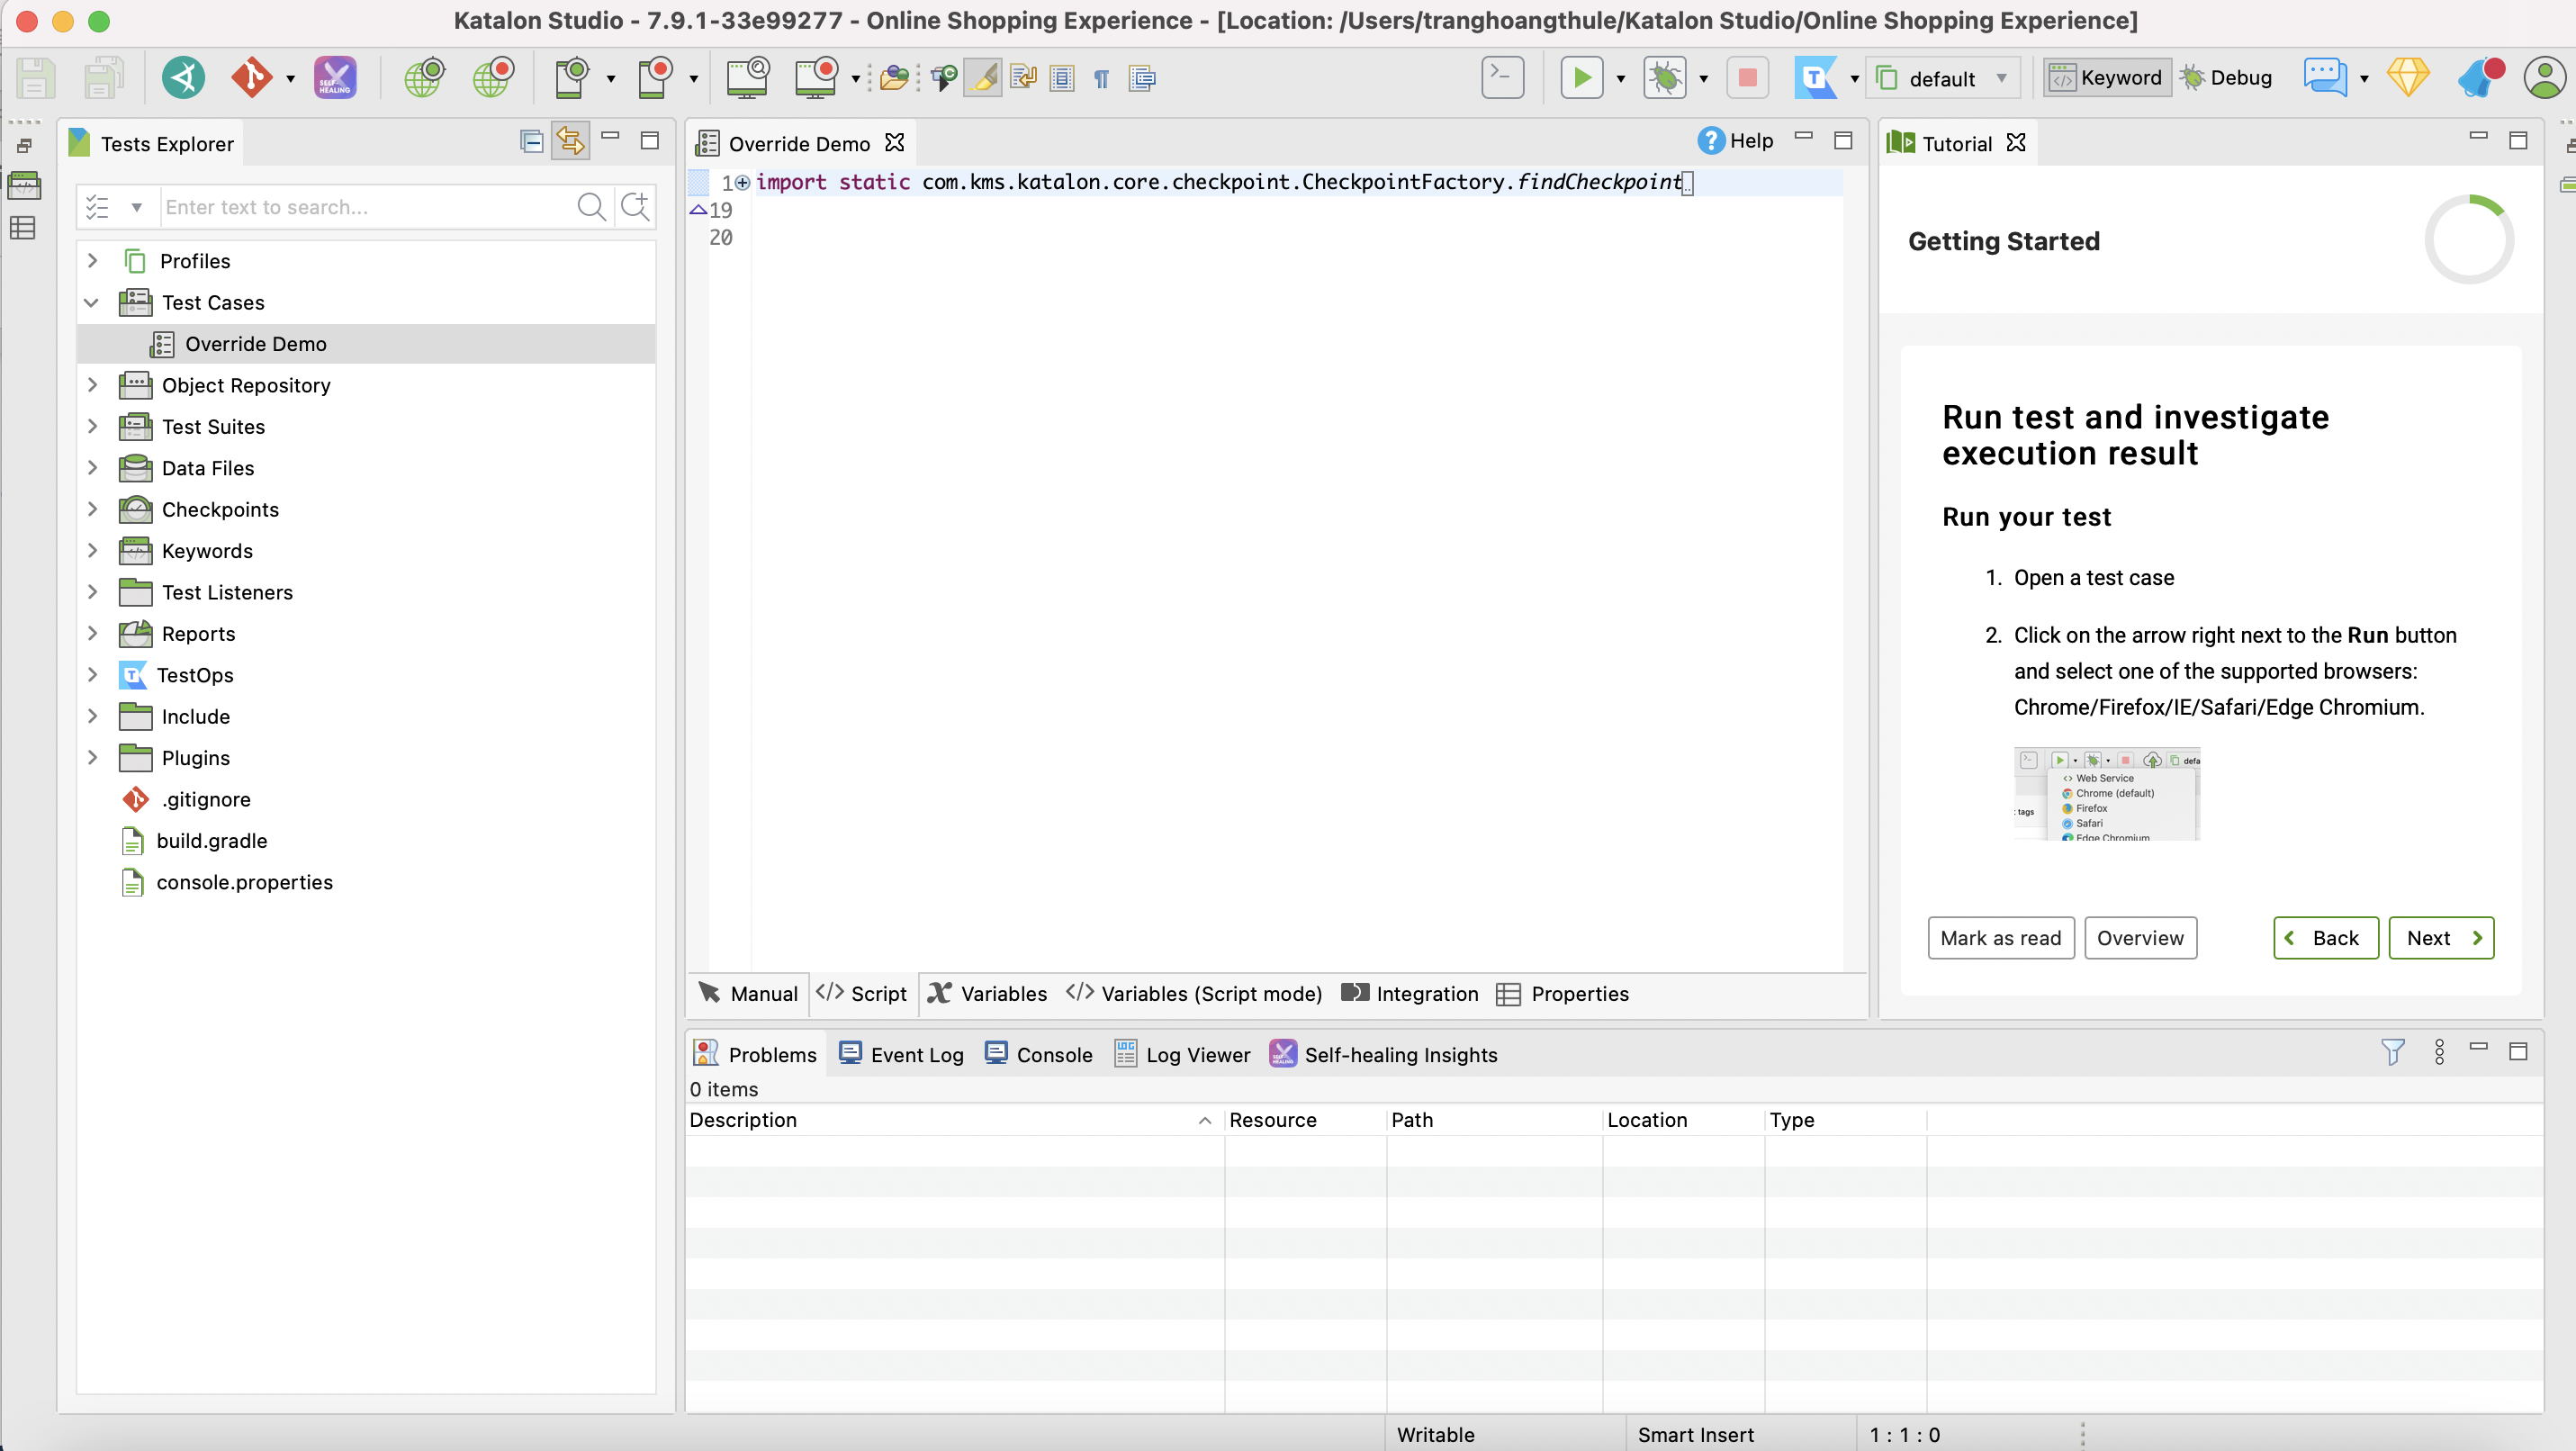 Katalon Studio - 7.9.1-33e99277 - Online Shopping Experience - [Location: /Users/tranghoangthule/Katalon Studio/Online Shopping Experience]
SELF HEALING
default
Keyword
Debug
Tests Explorer
Enter text to search...
Profiles
Test Cases
Override Demo
Object Repository
Test Suites
Data Files
Checkpoints
Keywords
Test Listeners
Reports
TestOps
Include
Plugins
.gitignore
build.gradle
console.properties
Override Demo
Help
1 import static com.kms.katalon.core.checkpoint.CheckpointFactory.findCheckpoint
19
20
Manual
Script
Variables
Variables (Script mode)
Integration
Properties
Tutorial
Getting Started
Run test and investigate
execution result
Run your test
1. Open a test case
2. Click on the arrow right next to the Run button
and select one of the supported browsers:
Chrome/Firefox/IE/Safari/Edge Chromium.
defa
Web Service
Chrome (default)
tags
Firefox
Safari
Edge Chromium
Mark as read
Overview
Back
Next
Problems
Event Log
Console
Log Viewer
Self-healing Insights
0 items
Description
Resource
Path
Location
Type
Writable
Smart Insert
1 : 1 : 0